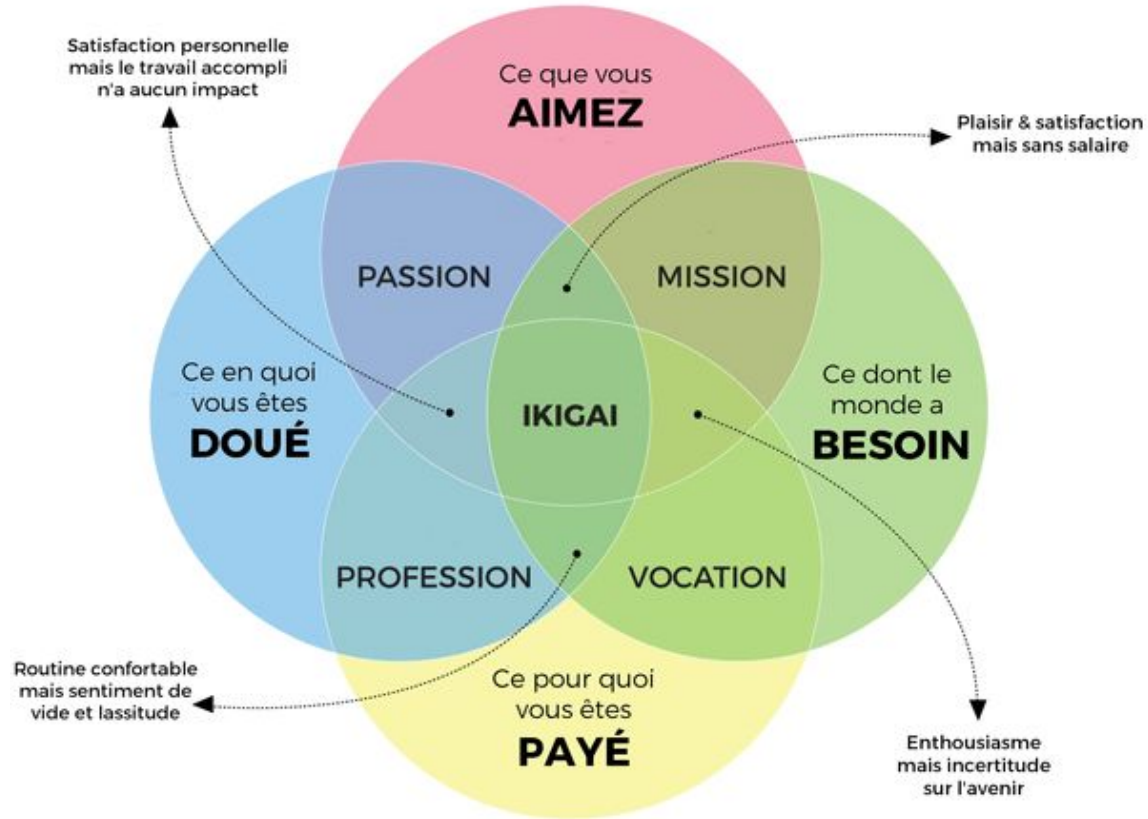 Satisfaction personnelle
mais le travail accompli
n'a aucun impact
Ce que vous
AIMEZ
Plaisir & satisfaction
mais sans salaire
PASSION
MISSION
Ce en quoi
vous êtes
DOUÉ
IKIGAI
Ce dont le
monde a
BESOIN
PROFESSION
VOCATION
Routine confortable
mais sentiment de
vide et lassitude
Ce pour quoi
vous êtes
PAYÉ
Enthousiasme
mais incertitude
sur l'avenir